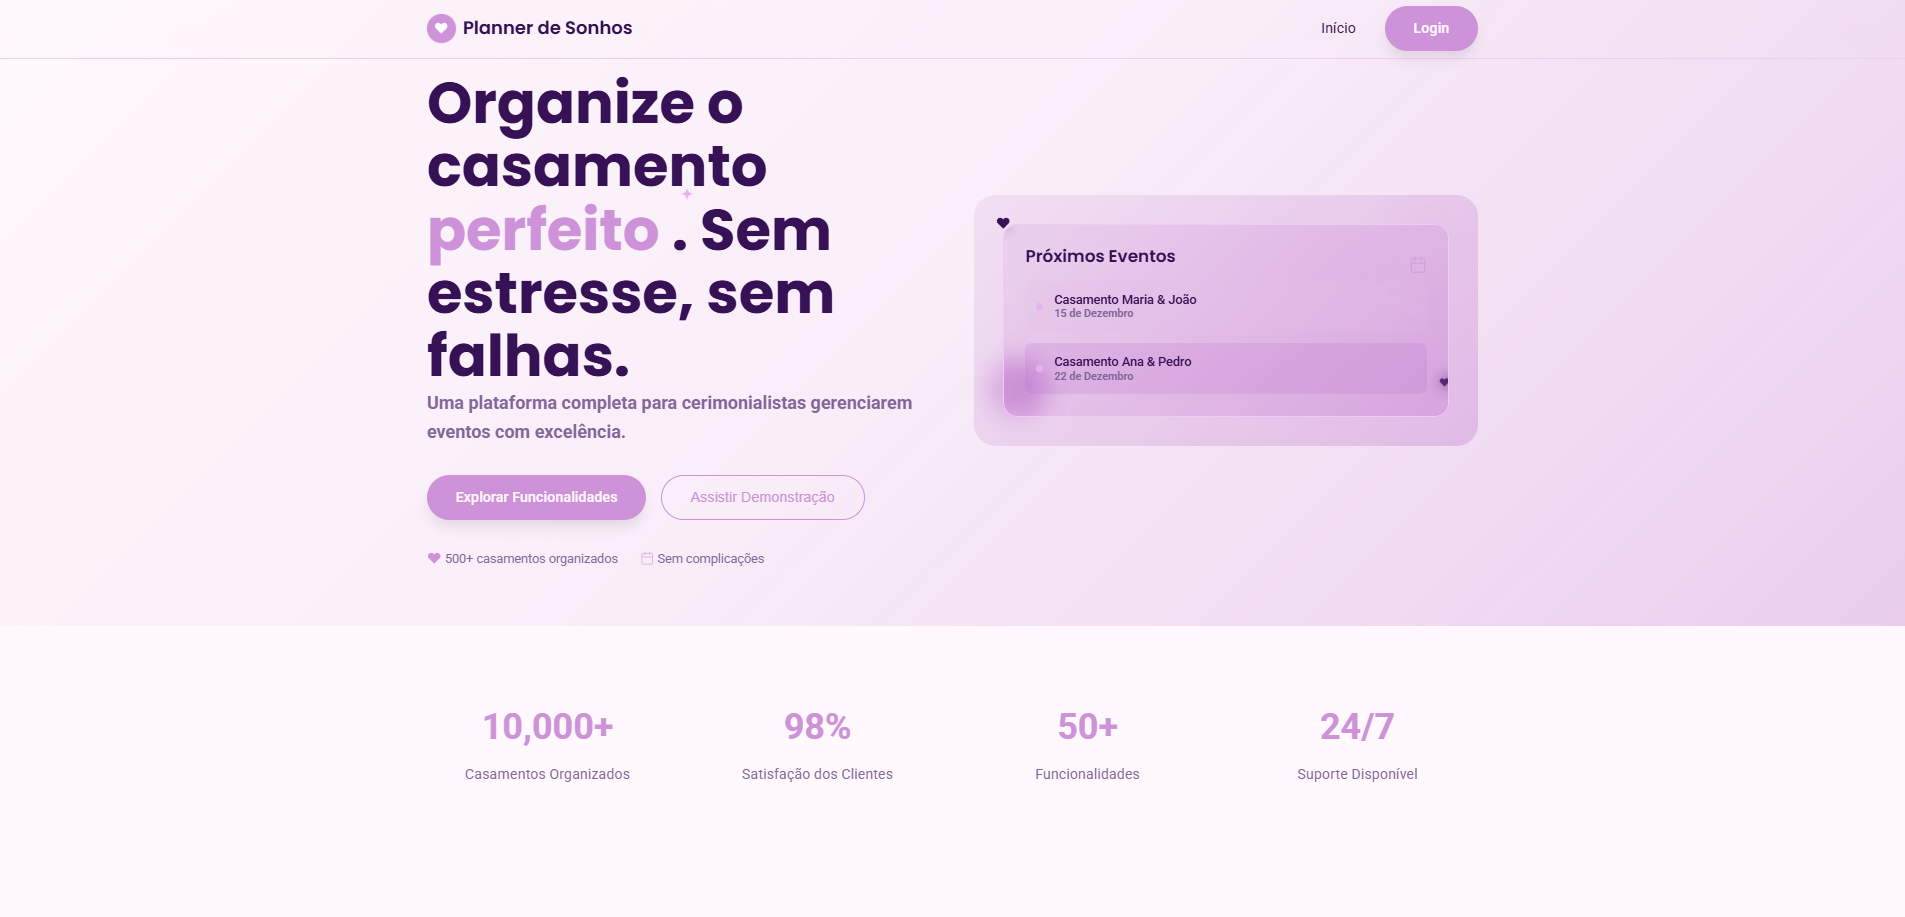 Planner de Sonhos
Início
Login
Organize o
casamento
perfeito . Sem
estresse, sem
falhas.
Uma plataforma completa para cerimonialistas gerenciarem
eventos com excelência.
Explorar Funcionalidades
Assistir Demonstração
500+ casamentos organizados
Sem complicações
Próximos Eventos
Casamento Maria & João
15 de Dezembro
Casamento Ana & Pedro
22 de Dezembro
10,000+
Casamentos Organizados
98%
Satisfação dos Clientes
50+
Funcionalidades
24/7
Suporte Disponível